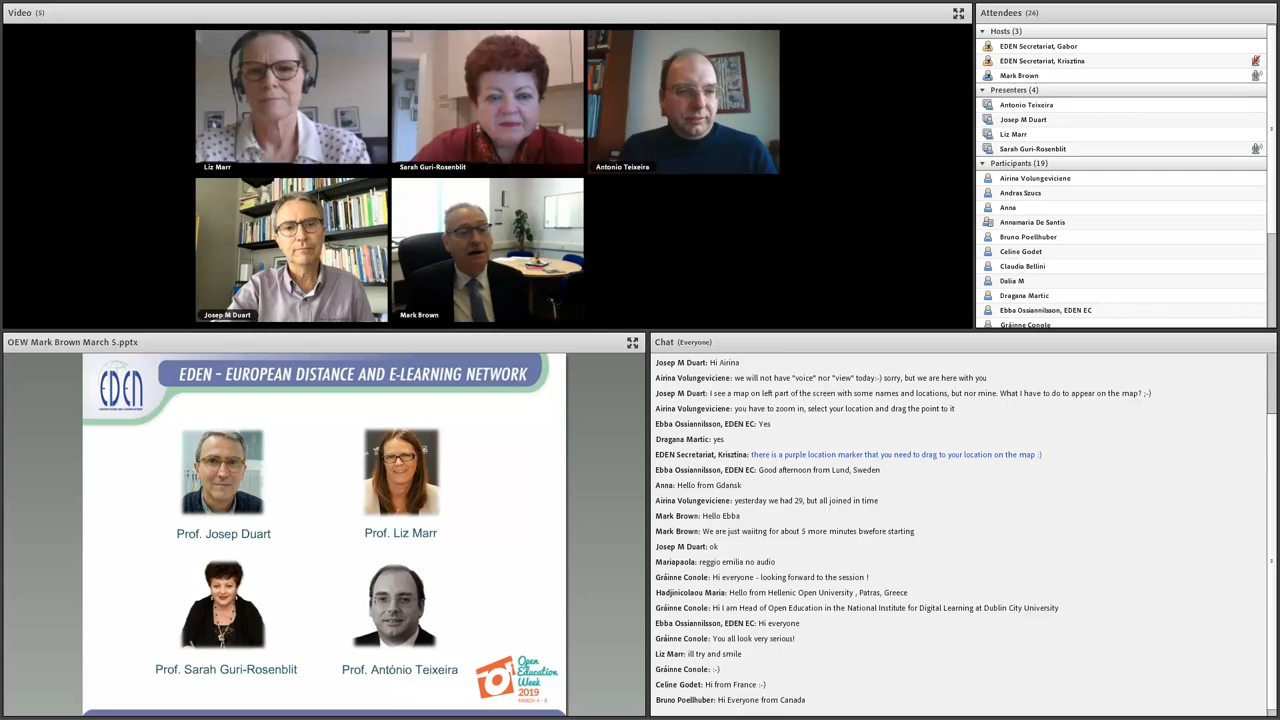 Video (5)
Liz Marr
Sarah Guri-Rosenblit
Antonio Teixeira
Josep M Duart
Mark Brown
Attendees (26)
Hosts (3)
EDEN Secretariat, Gabor
EDEN Secretariat, Krisztina
Mark Brown
Presenters (4)
Antonio Teixeira
Josep M Duart
Liz Marr
Sarah Guri-Rosenblit
Participants (19)
Airina Volungeviciene
Andras Szucs
Anna
Annamaria De Santis
Bruno Poellhuber
Celine Godet
Claudia Bellini
Dalia M
Dragana Martic
Ebba Ossiannilsson, EDEN EC
Gráinne Conole
OEW Mark Brown March 5.pptx
EDEN
EDEN - EUROPEAN DISTANCE AND E-LEARNING NETWORK
Prof. Josep Duart
Prof. Liz Marr
Prof. Sarah Guri-Rosenblit
Prof. António Teixeira
Open
Education
Week
2019
MARCH 4 - 8
Chat (Everyone)
Josep M Duart: Hi Airina
Airina Volungeviciene: we will not have "voice" nor "view" today:-) sorry, but we are here with you
Josep M Duart: I see a map on left part of the screen with some names and locations, but nor mine. What I have to do to appear on the map? ;-)
Airina Volungeviciene: you have to zoom in, select your location and drag the point to it
Ebba Ossiannilsson, EDEN EC: Yes
Dragana Martic: yes
EDEN Secretariat, Krisztina: there is a purple location marker that you need to drag to your location on the map :)
Ebba Ossiannilsson, EDEN EC: Good afternoon from Lund, Sweden
Anna: Hello from Gdansk
Airina Volungeviciene: yesterday we had 29, but all joined in time
Mark Brown: Hello Ebba
Mark Brown: We are just waiitng for about 5 more minutes bwefore starting
Josep M Duart: ok
Mariapaola: reggio emilia no audio
Gráinne Conole: Hi everyone - looking forward to the session !
Hadjinicolaou Maria: Hello from Hellenic Open University , Patras, Greece
Gráinne Conole: Hi I am Head of Open Education in the National Institute for Digital Learning at Dublin City University
Ebba Ossiannilsson, EDEN EC: Hi everyone
Gráinne Conole: You all look very serious!
Liz Marr: ill try and smile
Gráinne Conole: :-)
Celine Godet: Hi from France :-)
Bruno Poellhuber: Hi Everyone from Canada